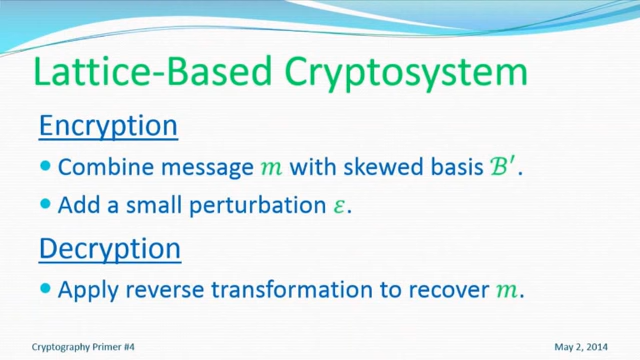 Lattice-Based Cryptosystem
Encryption
• Combine message 𝑚 with skewed basis ℬ′.
• Add a small perturbation 𝜀.
Decryption
• Apply reverse transformation to recover 𝑚.
Cryptography Primer #4
May 2, 2014